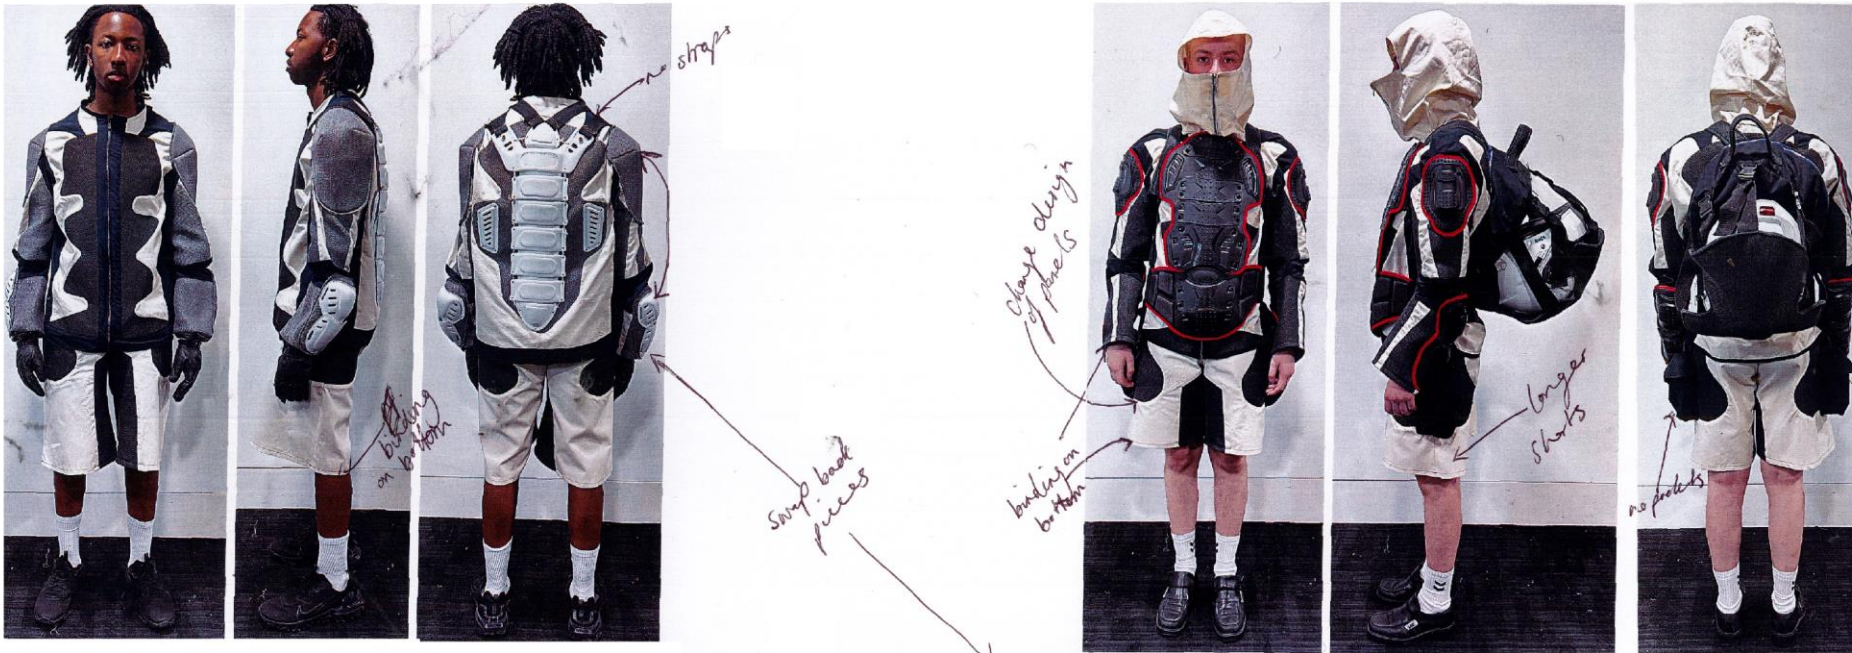 no straps
binding
on bottom
swap back
pieces
change design
of panels
binding on
bottom
longer
shorts
no pockets